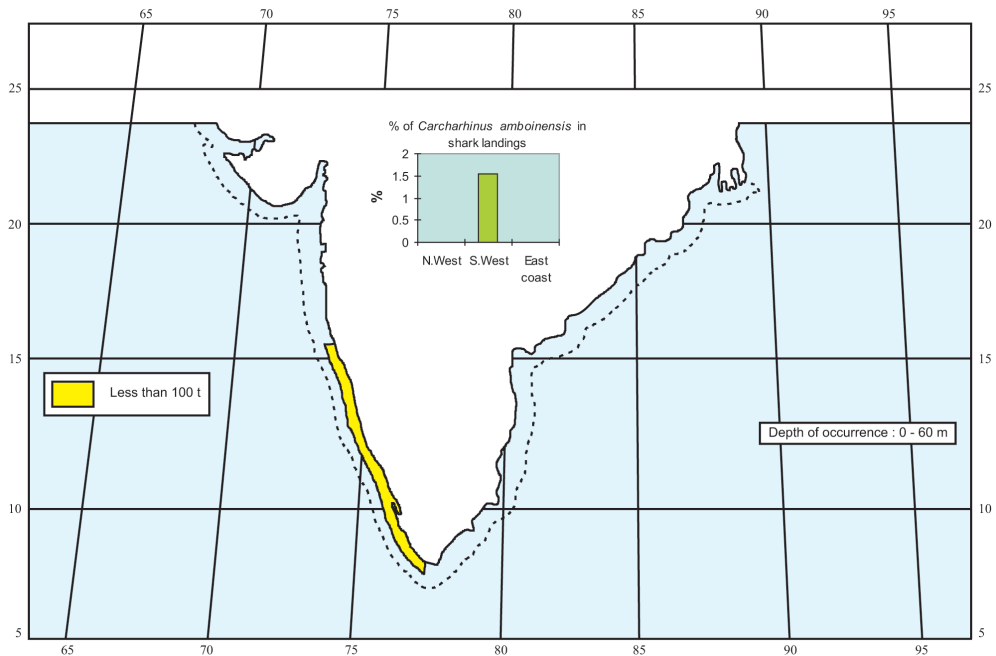 65 70 75 80 85 90 95
25 25
% of Carcharhinus amboinensis in
shark landings
2
1.5
1
0.5
0
%
N.West S.West East
coast
20 20
15 15
Less than 100 t
Depth of occurrence : 0 - 60 m
10 10
5 5
65 70 75 80 85 90 95